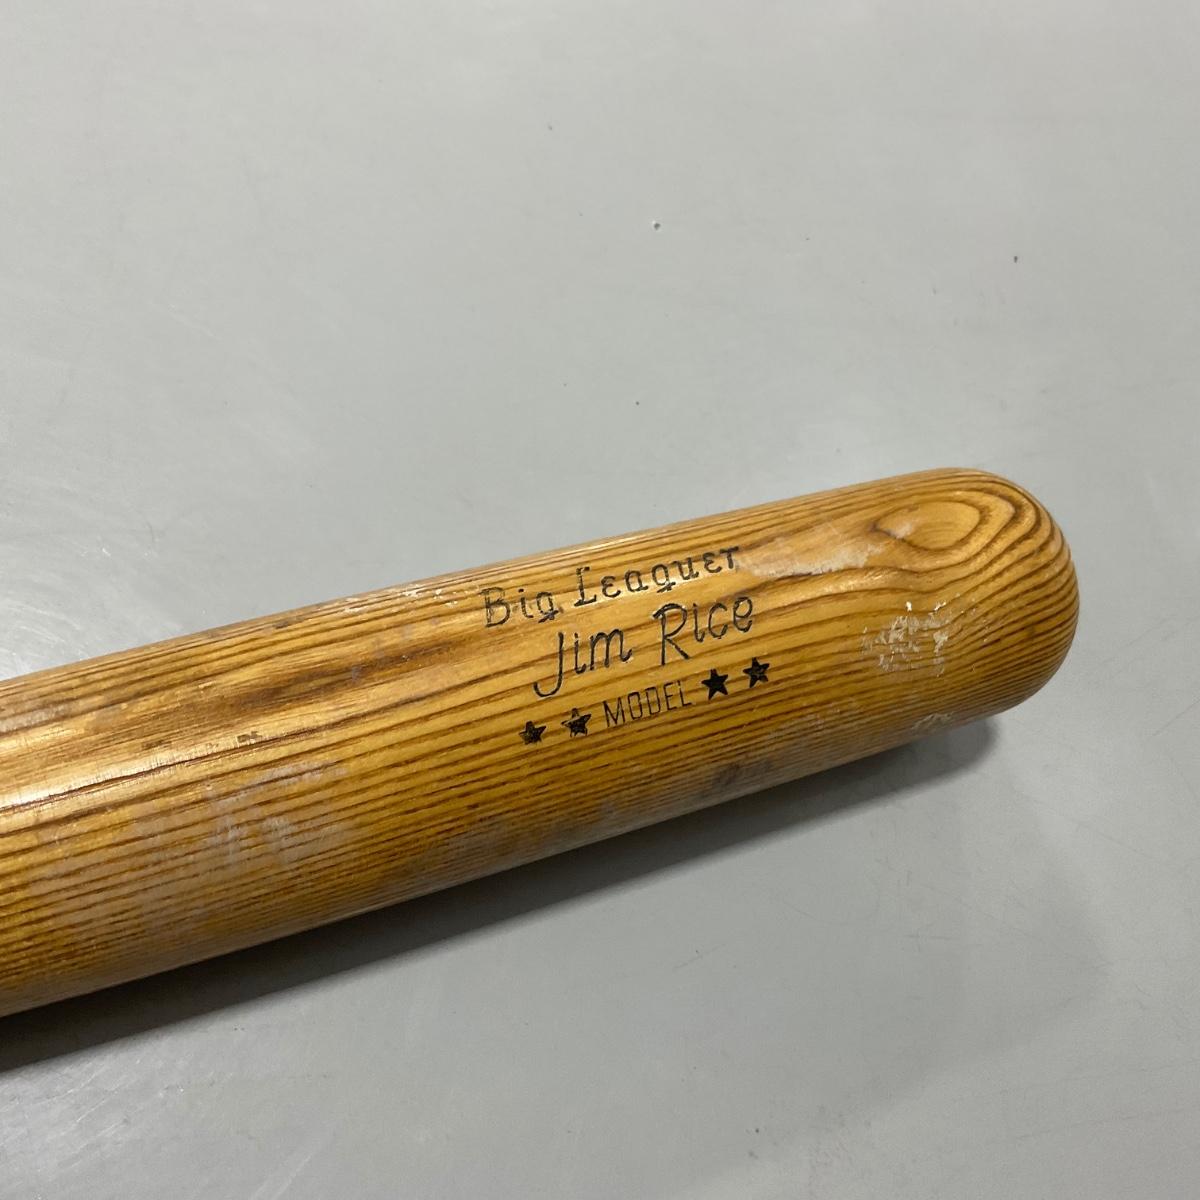 Big Leaguer
Jim Rice
★ ★ MODEL ★ ★